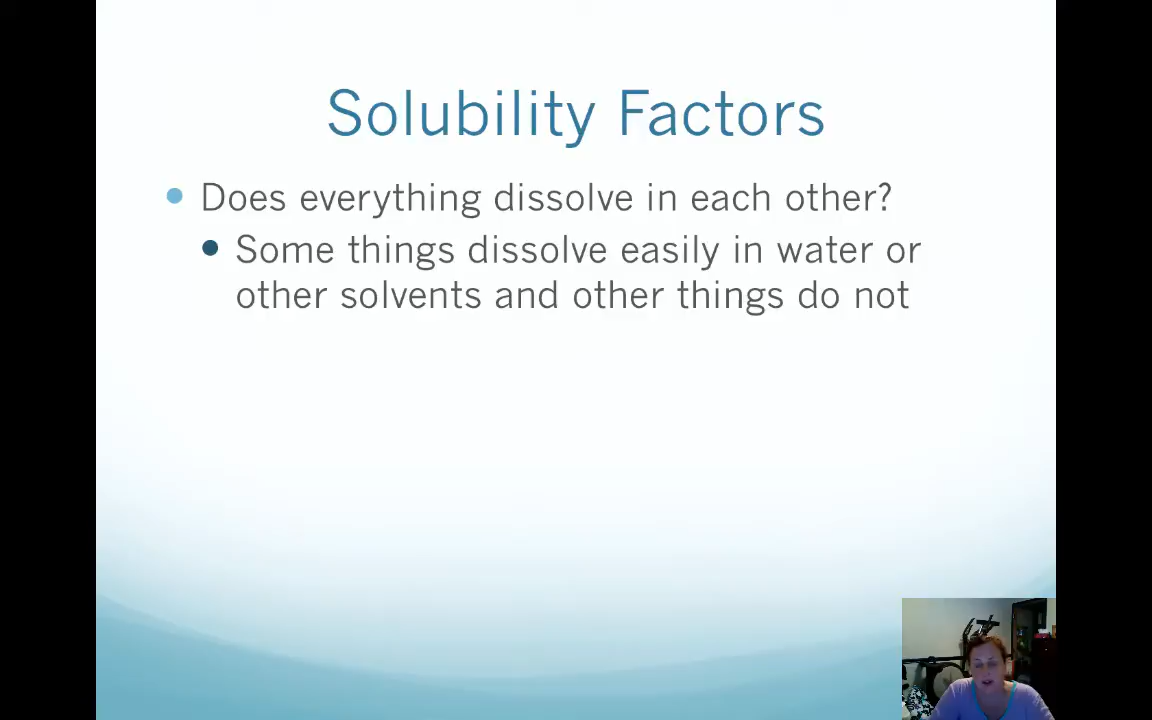 Solubility Factors
Does everything dissolve in each other?
Some things dissolve easily in water or
other solvents and other things do not